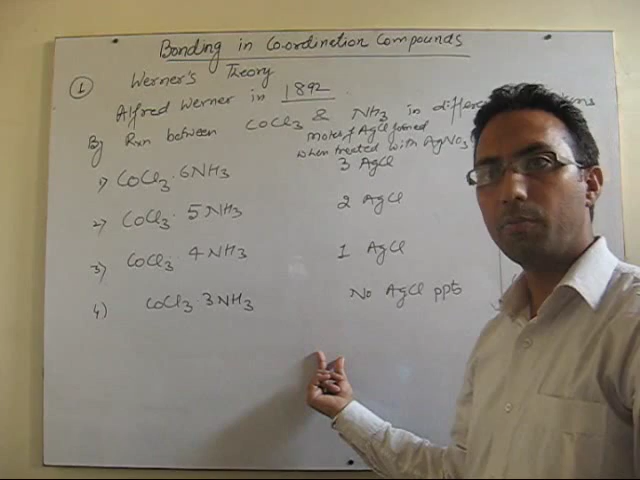 Bonding in Co-ordination Compounds
1 Werner's Theory
Alfred Werner in 1892
By Rxn between CoCl3 & NH3 in
Moles of AgCl formed
when treated with AgNO3
1) CoCl3 · 6NH3 3 AgCl
2) CoCl3 · 5NH3 2 AgCl
3) CoCl3 · 4NH3 1 AgCl
4) CoCl3 · 3NH3 No AgCl ppts